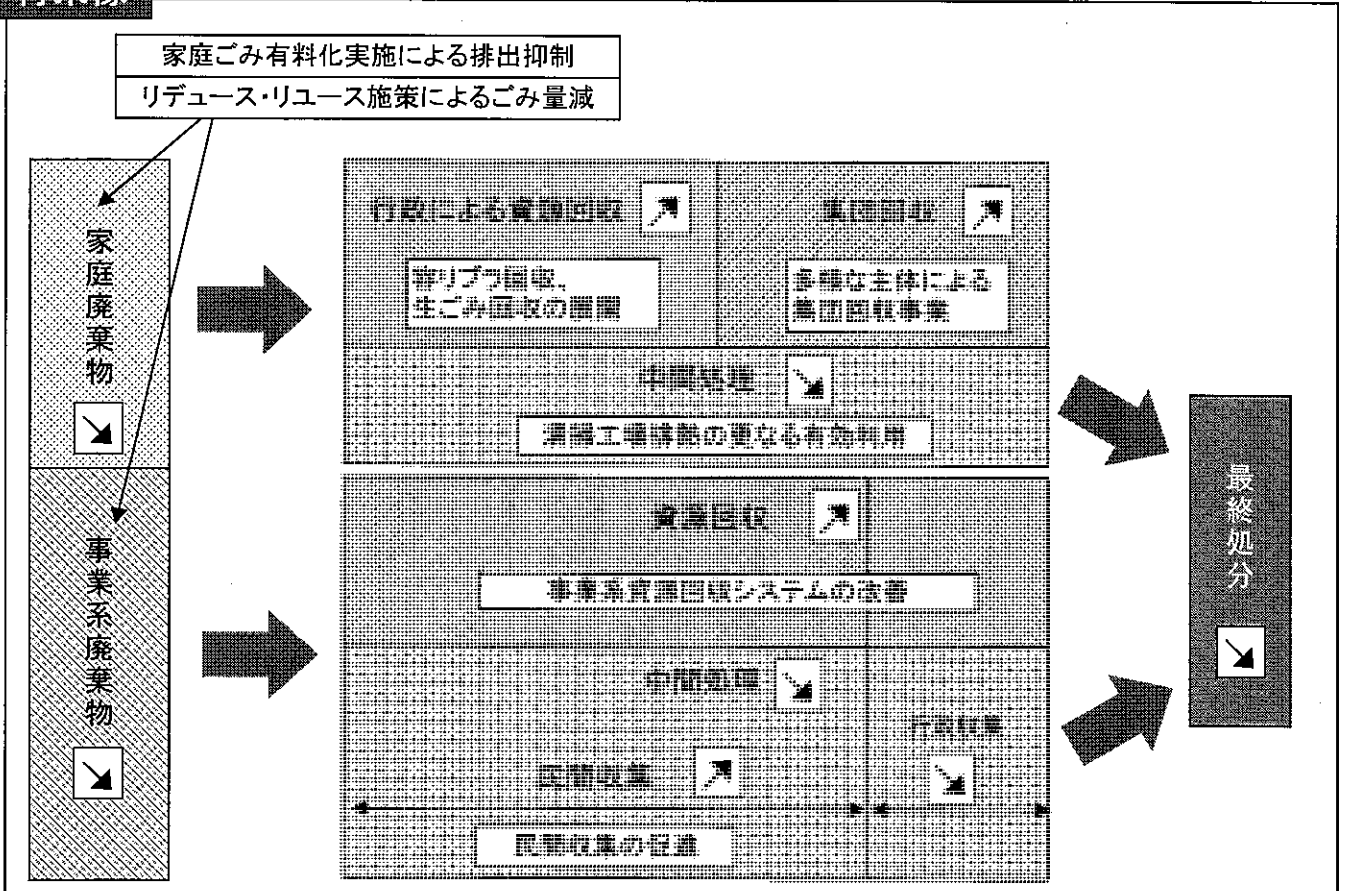 家庭ごみ有料化実施による排出抑制
リデュース・リユース施策によるごみ量減
家庭廃棄物
行政による資源回収
集団回収
生ごみ回収の展開
多様な主体による
集団回収事業
中間処理
清掃工場排熱の更なる有効利用
事業系廃棄物
資源回収
事業系資源回収システムの改善
中間処理
行政収集
民間収集
民間収集の促進
最終処分